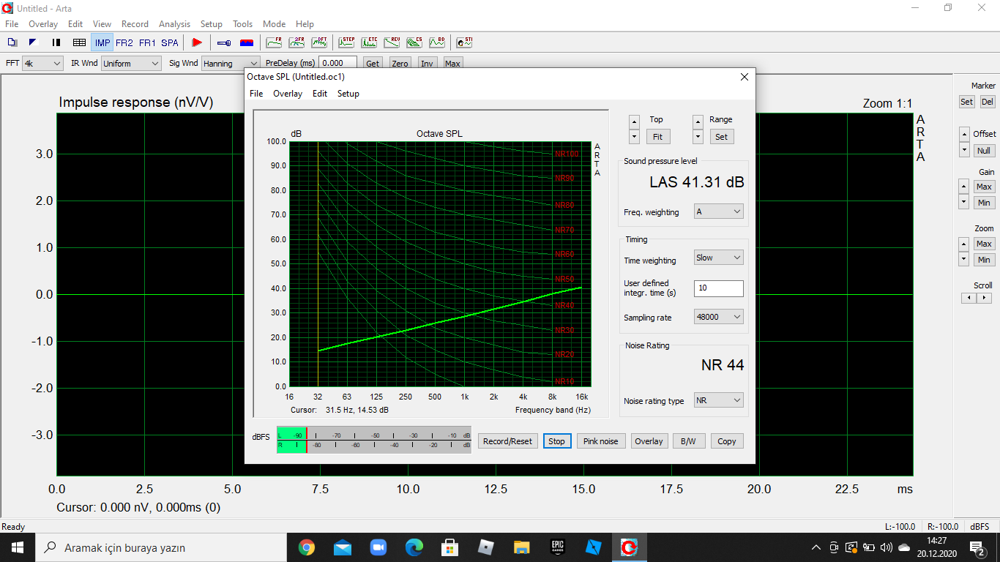 Untitled - Arta
File Overlay Edit View Record Analysis Setup Tools Mode Help
IMP FR2 FR1 SPA FR 2FR DFT STEP ETC REV CS BD STI
FFT 4k IR Wnd Uniform Sig Wnd Hanning PreDelay (ms) 0.000 Get Zero Inv Max
Impulse response (nV/V)
Zoom 1:1
A
R
T
A
3.0
2.0
1.0
0.0
-1.0
-2.0
-3.0
0.0 2.5 5.0 7.5 10.0 12.5 15.0 17.5 20.0 22.5 ms
Cursor: 0.000 nV, 0.000ms (0)
Marker
Set Del
Offset
Null
Gain
Max
Min
Zoom
Max
Min
Scroll
Octave SPL (Untitled.oc1)
File Overlay Edit Setup
dB Octave SPL
100.0
90.0
80.0
70.0
60.0
50.0
40.0
30.0
20.0
10.0
0.0
NR100
NR90
NR80
NR70
NR60
NR50
NR40
NR30
NR20
NR10
A
R
T
A
16 32 63 125 250 500 1k 2k 4k 8k 16k
Cursor: 31.5 Hz, 14.53 dB Frequency band (Hz)
Top Range
Fit Set
Sound pressure level
LAS 41.31 dB
Freq. weighting A
Timing
Time weighting Slow
User defined
integr. time (s) 10
Sampling rate 48000
Noise Rating
NR 44
Noise rating type NR
dBFS
L -90 -70 -50 -30 -10 dB
R -80 -60 -40 -20 dB
Record/Reset Stop Pink noise Overlay B/W Copy
Ready
L:-100.0 R:-100.0 dBFS
Aramak için buraya yazın
EPIC
GAMES
14:27
20.12.2020
2